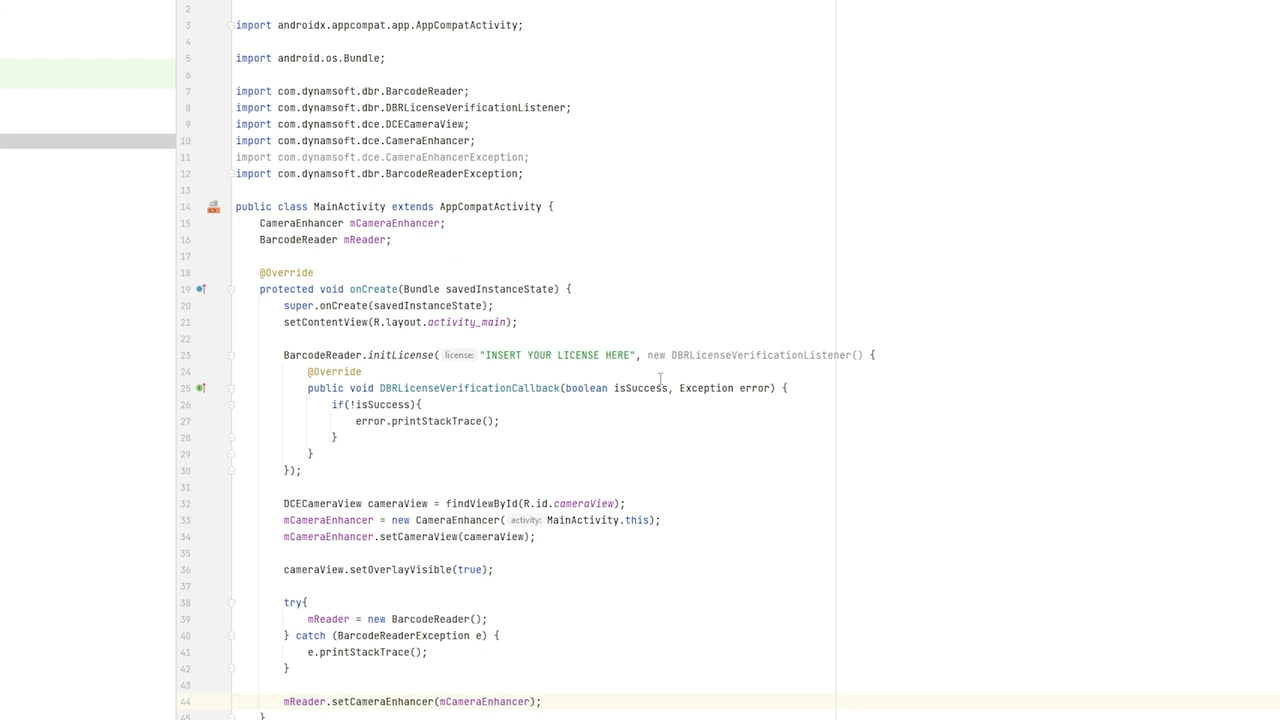 2
3 import androidx.appcompat.app.AppCompatActivity;
4
5 import android.os.Bundle;
6
7 import com.dynamsoft.dbr.BarcodeReader;
8 import com.dynamsoft.dbr.DBRLicenseVerificationListener;
9 import com.dynamsoft.dce.DCECameraView;
10 import com.dynamsoft.dce.CameraEnhancer;
11 import com.dynamsoft.dce.CameraEnhancerException;
12 import com.dynamsoft.dbr.BarcodeReaderException;
13
14 public class MainActivity extends AppCompatActivity {
15 CameraEnhancer mCameraEnhancer;
16 BarcodeReader mReader;
17
18 @Override
19 protected void onCreate(Bundle savedInstanceState) {
20 super.onCreate(savedInstanceState);
21 setContentView(R.layout.activity_main);
22
23 BarcodeReader.initLicense( license: "INSERT YOUR LICENSE HERE", new DBRLicenseVerificationListener() {
24 @Override
25 public void DBRLicenseVerificationCallback(boolean isSuccess, Exception error) {
26 if(!isSuccess){
27 error.printStackTrace();
28 }
29 }
30 });
31
32 DCECameraView cameraView = findViewById(R.id.cameraView);
33 mCameraEnhancer = new CameraEnhancer( activity: MainActivity.this);
34 mCameraEnhancer.setCameraView(cameraView);
35
36 cameraView.setOverlayVisible(true);
37
38 try{
39 mReader = new BarcodeReader();
40 } catch (BarcodeReaderException e) {
41 e.printStackTrace();
42 }
43
44 mReader.setCameraEnhancer(mCameraEnhancer);
45 }